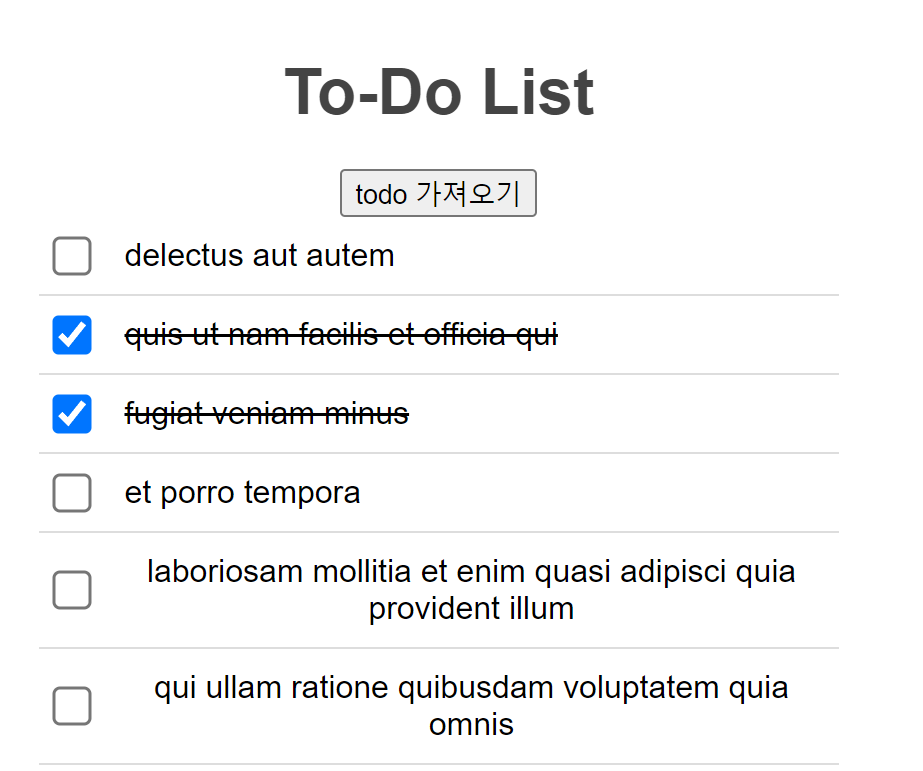 To-Do List
todo 가져오기
delectus aut autem
quis ut nam facilis et officia qui
fugiat veniam minus
et porro tempora
laboriosam mollitia et enim quasi adipisci quia
provident illum
qui ullam ratione quibusdam voluptatem quia
omnis